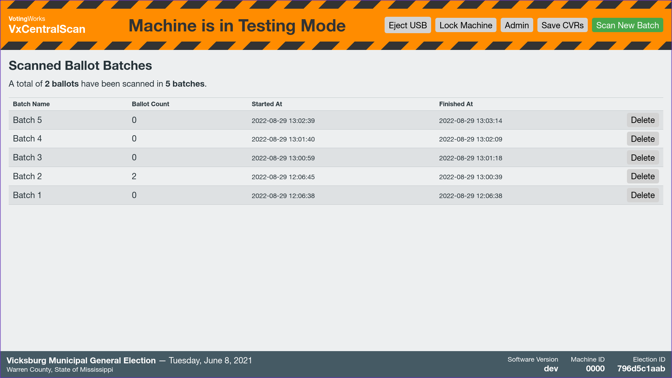 VotingWorks
VxCentralScan
Machine is in Testing Mode
Eject USB
Lock Machine
Admin
Save CVRs
Scan New Batch
Scanned Ballot Batches
A total of 2 ballots have been scanned in 5 batches.
Batch Name Ballot Count Started At Finished At
Batch 5 0 2022-08-29 13:02:39 2022-08-29 13:03:14 Delete
Batch 4 0 2022-08-29 13:01:40 2022-08-29 13:02:09 Delete
Batch 3 0 2022-08-29 13:00:59 2022-08-29 13:01:18 Delete
Batch 2 2 2022-08-29 12:06:45 2022-08-29 13:00:39 Delete
Batch 1 0 2022-08-29 12:06:38 2022-08-29 12:06:38 Delete
Vicksburg Municipal General Election — Tuesday, June 8, 2021
Warren County, State of Mississippi
Software Version
dev
Machine ID
0000
Election ID
796d5c1aab